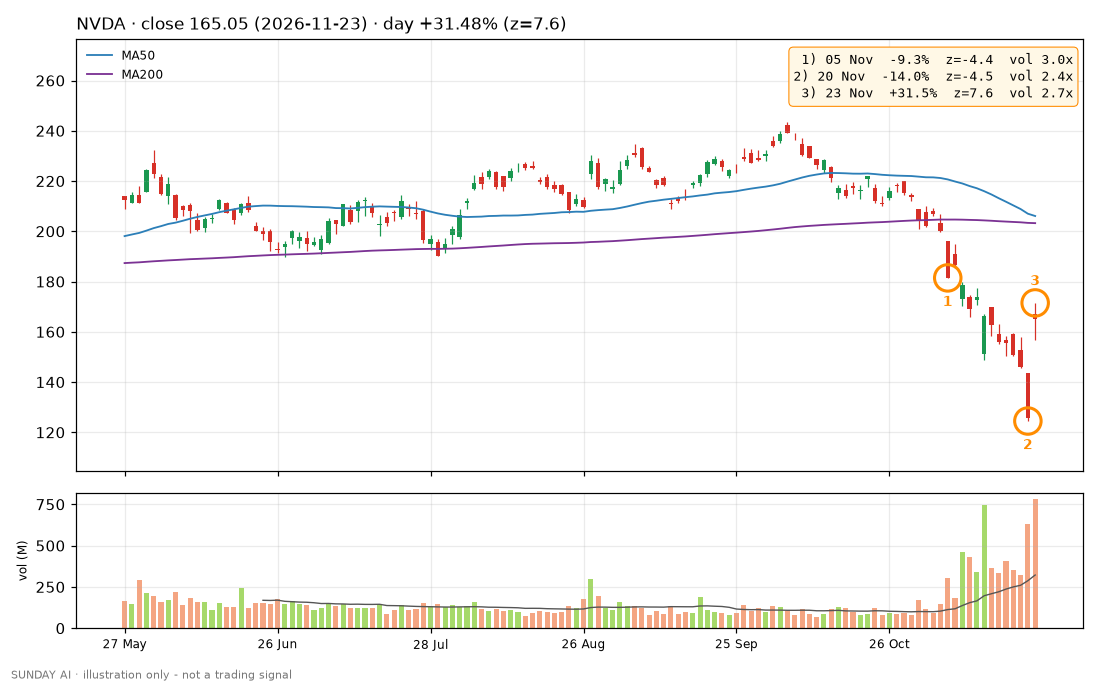 NVDA · close 165.05 (2026-11-23) · day +31.48% (z=7.6)
MA50
MA200
1) 05 Nov -9.3% z=-4.4 vol 3.0x
2) 20 Nov -14.0% z=-4.5 vol 2.4x
3) 23 Nov +31.5% z=7.6 vol 2.7x
260
240
220
200
180
160
140
120
1
2
3
vol (M)
750
500
250
0
27 May
26 Jun
28 Jul
26 Aug
25 Sep
26 Oct
SUNDAY AI · illustration only - not a trading signal